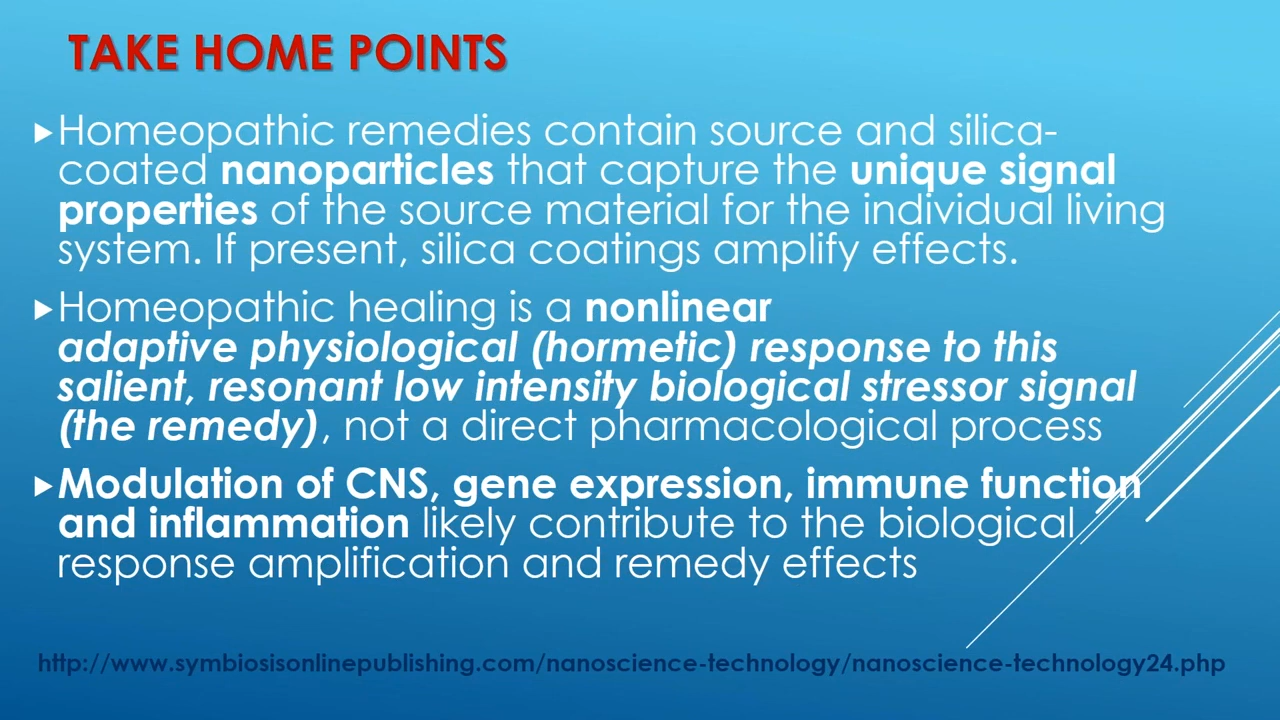 TAKE HOME POINTS
Homeopathic remedies contain source and silica-
coated nanoparticles that capture the unique signal
properties of the source material for the individual living
system. If present, silica coatings amplify effects.
Homeopathic healing is a nonlinear
adaptive physiological (hormetic) response to this
salient, resonant low intensity biological stressor signal
(the remedy), not a direct pharmacological process
Modulation of CNS, gene expression, immune function
and inflammation likely contribute to the biological
response amplification and remedy effects
http://www.symbiosisonlinepublishing.com/nanoscience-technology/nanoscience-technology24.php